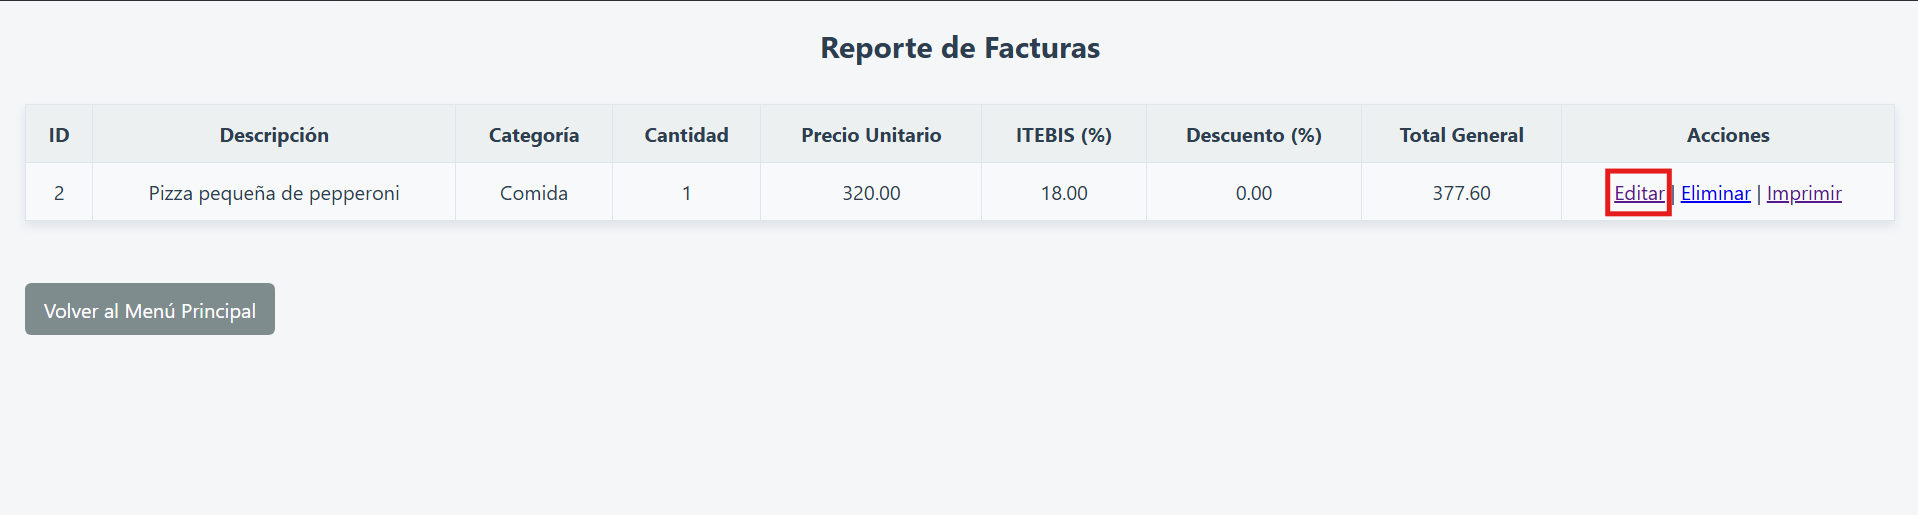 Reporte de Facturas
ID Descripción Categoría Cantidad Precio Unitario ITEBIS (%) Descuento (%) Total General Acciones
2 Pizza pequeña de pepperoni Comida 1 320.00 18.00 0.00 377.60 Editar | Eliminar | Imprimir
Volver al Menú Principal